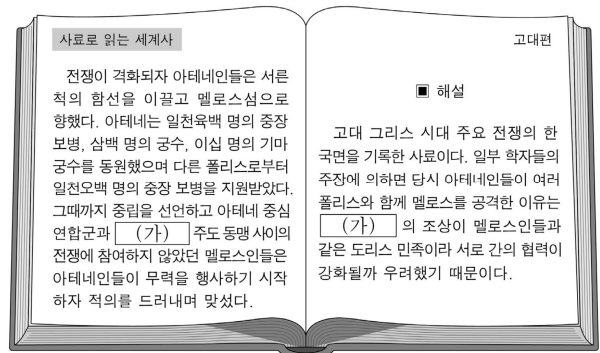 사료로 읽는 세계사
전쟁이 격화되자 아테네인들은 서른
척의 함선을 이끌고 멜로스섬으로
향했다. 아테네는 일천육백 명의 중장
보병, 삼백 명의 궁수, 이십 명의 기마
궁수를 동원했으며 다른 폴리스로부터
일천오백 명의 중장 보병을 지원받았다.
그때까지 중립을 선언하고 아테네 중심
연합군과 (가) 주도 동맹 사이의
전쟁에 참여하지 않았던 멜로스인들은
아테네인들이 무력을 행사하기 시작
하자 적의를 드러내며 맞섰다.
고대편
■ 해설
고대 그리스 시대 주요 전쟁의 한
국면을 기록한 사료이다. 일부 학자들의
주장에 의하면 당시 아테네인들이 여러
폴리스와 함께 멜로스를 공격한 이유는
(가) 의 조상이 멜로스인들과
같은 도리스 민족이라 서로 간의 협력이
강화될까 우려했기 때문이다.